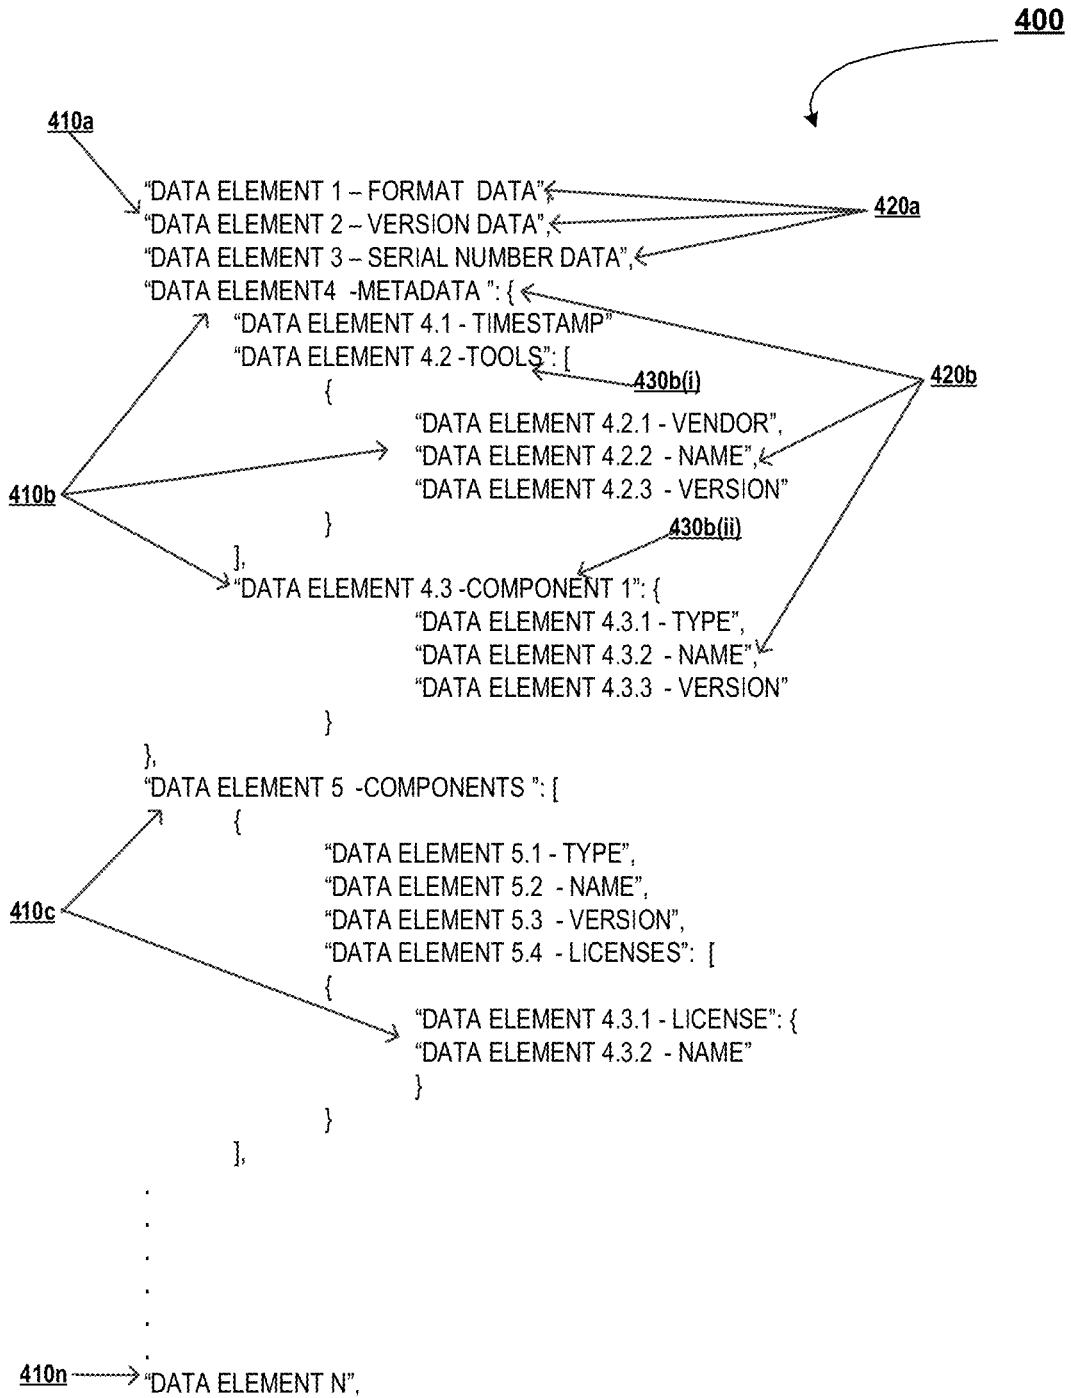 400
410a
“DATA ELEMENT 1 – FORMAT DATA”,
420a
“DATA ELEMENT 2 – VERSION DATA”,
“DATA ELEMENT 3 – SERIAL NUMBER DATA”,
“DATA ELEMENT4 -METADATA ”: {
“DATA ELEMENT 4.1 - TIMESTAMP”
“DATA ELEMENT 4.2 -TOOLS”: [
430b(i)
420b
{
“DATA ELEMENT 4.2.1 - VENDOR”,
“DATA ELEMENT 4.2.2 - NAME”,
410b
“DATA ELEMENT 4.2.3 - VERSION”
}
430b(ii)
],
“DATA ELEMENT 4.3 -COMPONENT 1”: {
“DATA ELEMENT 4.3.1 - TYPE”,
“DATA ELEMENT 4.3.2 - NAME”,
“DATA ELEMENT 4.3.3 - VERSION”
}
},
“DATA ELEMENT 5 -COMPONENTS ”: [
{
“DATA ELEMENT 5.1 - TYPE”,
“DATA ELEMENT 5.2 - NAME”,
410c
“DATA ELEMENT 5.3 - VERSION”,
“DATA ELEMENT 5.4 - LICENSES”: [
{
“DATA ELEMENT 4.3.1 - LICENSE”: {
“DATA ELEMENT 4.3.2 - NAME”
}
}
],
.
.
.
.
.
.
410n
“DATA ELEMENT N”,